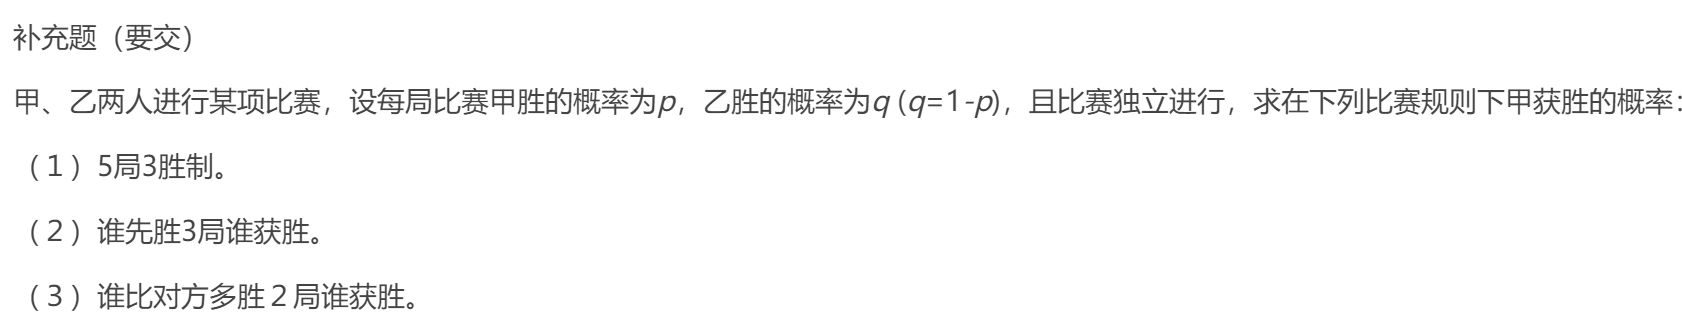 补充题（要交）
甲、乙两人进行某项比赛，设每局比赛甲胜的概率为p，乙胜的概率为q (q=1-p)，且比赛独立进行，求在下列比赛规则下甲获胜的概率：
（1）5局3胜制。
（2）谁先胜3局谁获胜。
（3）谁比对方多胜２局谁获胜。